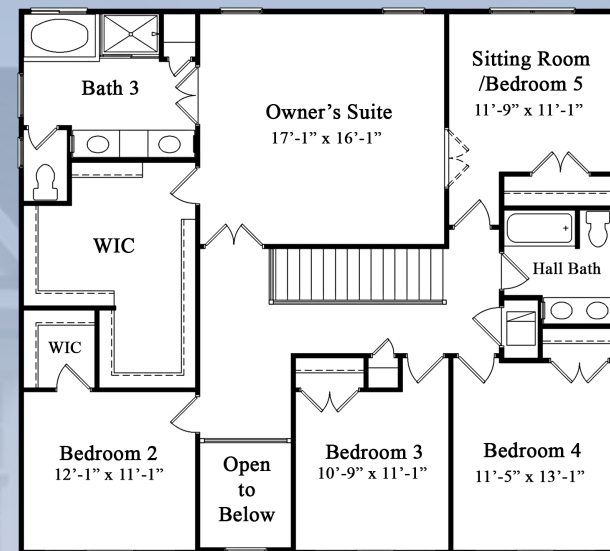 Bath 3
Owner's Suite
17'-1" x 16'-1"
Sitting Room
/Bedroom 5
11'-9" x 11'-1"
WIC
Hall Bath
WIC
Bedroom 2
12'-1" x 11'-1"
Open
to
Below
Bedroom 3
10'-9" x 11'-1"
Bedroom 4
11'-5" x 13'-1"